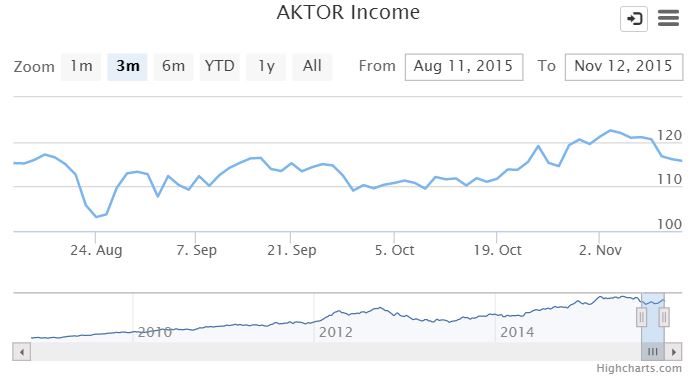 AKTOR Income
Zoom 1m 3m 6m YTD 1y All From Aug 11, 2015 To Nov 12, 2015
120
110
100
24. Aug 7. Sep 21. Sep 5. Oct 19. Oct 2. Nov
2010 2012 2014
Highcharts.com